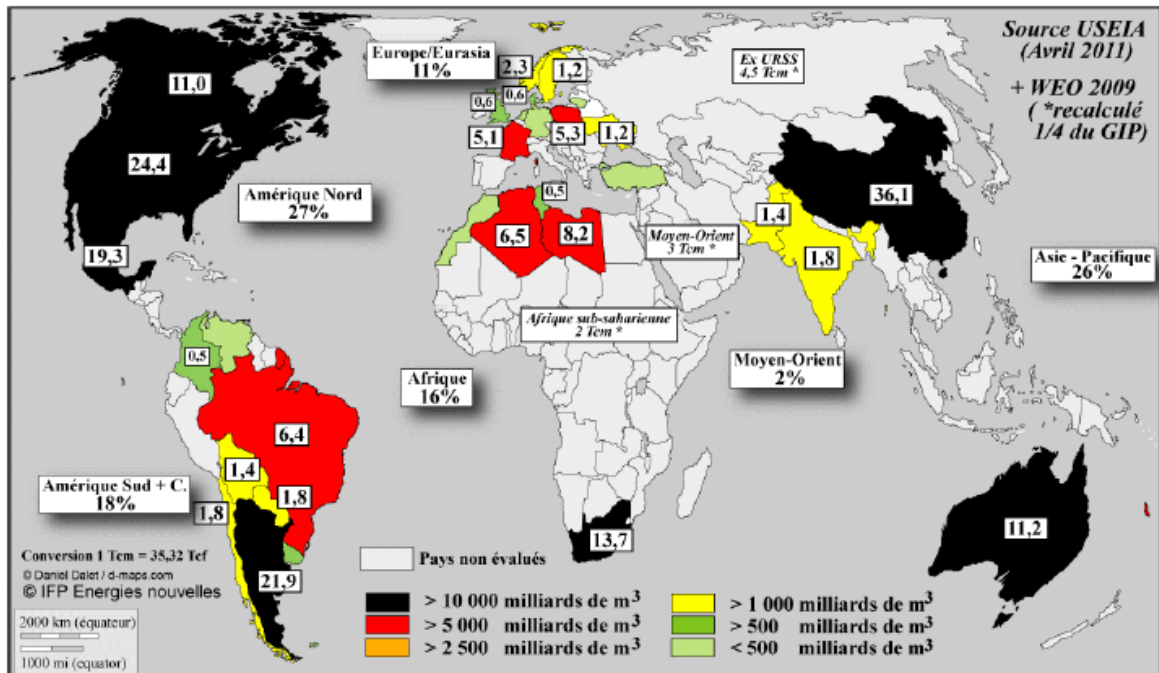 Source USEIA
(Avril 2011)
+ WEO 2009
( *recalculé
1/4 du GIP)
Europe/Eurasia
11%
Ex URSS
4,5 Tcm *
11,0
2,3
1,2
0,6
0,6
5,1
5,3
1,2
24,4
Amérique Nord
27%
19,3
0,5
6,5
8,2
Moyen-Orient
3 Tcm *
1,4
36,1
1,8
Asie - Pacifique
26%
Afrique sub-saharienne
2 Tcm *
Moyen-Orient
2%
Afrique
16%
0,5
6,4
1,4
1,8
Amérique Sud + C.
18%
1,8
21,9
13,7
11,2
Conversion 1 Tcm = 35,32 Tcf
© Daniel Dalet / d-maps.com
© IFP Energies nouvelles
2000 km (équateur)
1000 mi (equator)
Pays non évalués
> 10 000 milliards de m³
> 5 000 milliards de m³
> 2 500 milliards de m³
> 1 000 milliards de m³
> 500 milliards de m³
< 500 milliards de m³